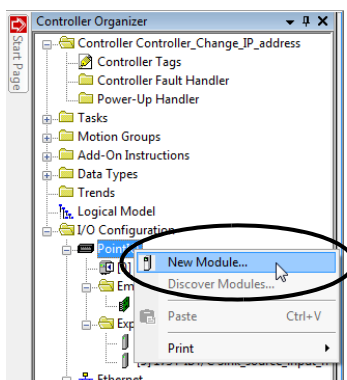 Controller Organizer
Start Page
Controller Controller_Change_IP_address
Controller Tags
Controller Fault Handler
Power-Up Handler
Tasks
Motion Groups
Add-On Instructions
Data Types
Trends
Logical Model
I/O Configuration
New Module...
Discover Modules...
Paste Ctrl+V
Print
Ethernet